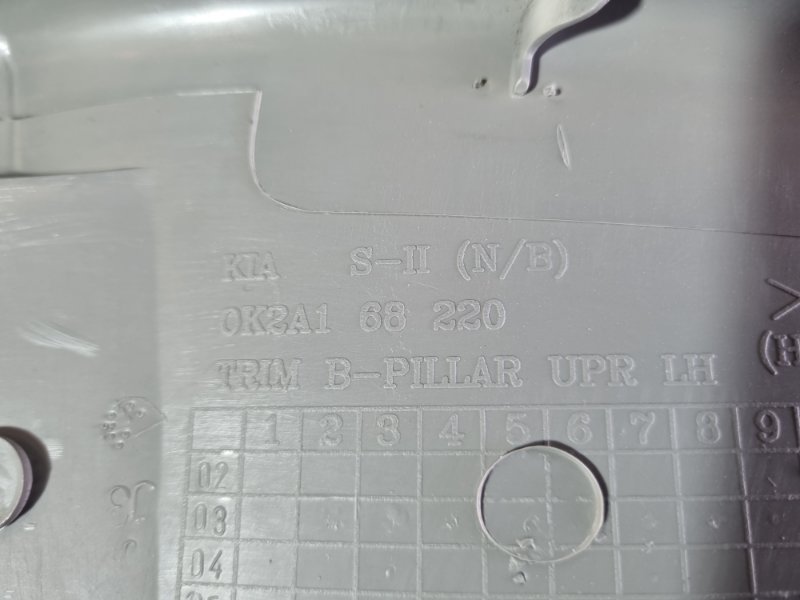 KIA S-II (N/B)
0K2A1 68 220
TRIM B-PILLAR UPR LH
(H
1 2 3 4 5 6 7 8 9
02
03
04